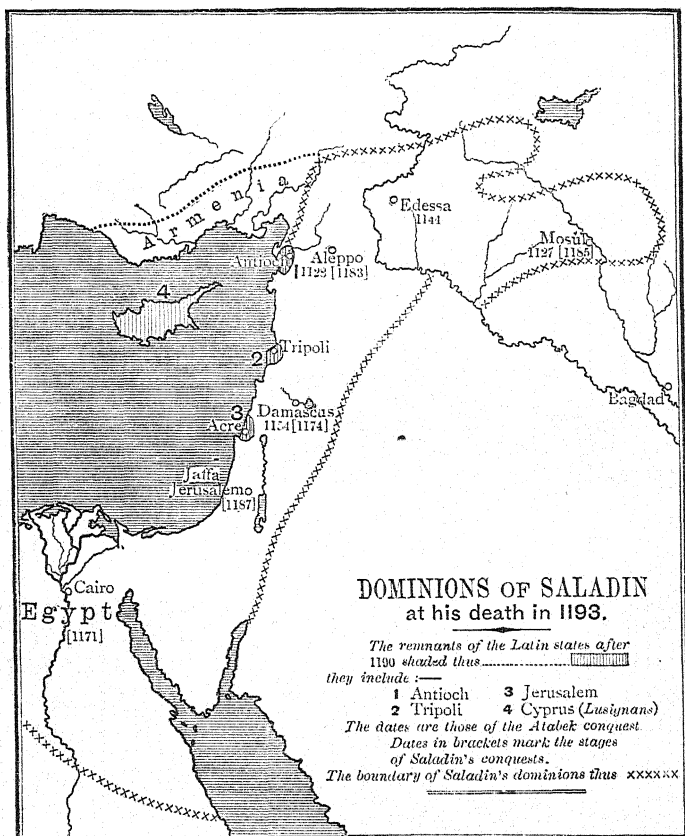 Armenia
Edessa
1144
Mosul
1127 [1185]
Antioch
1
Aleppo
1128 [1183]
4
2
Tripoli
3
Acre
Damascus
1154 [1174]
Bagdad
Jaffa
Jerusalem
[1187]
Cairo
Egypt
[1171]
DOMINIONS OF SALADIN
at his death in 1193.
The remnants of the Latin states after
1190 shaded thus
they include :—
1 Antioch 3 Jerusalem
2 Tripoli 4 Cyprus (Lusignans)
The dates are those of the Atabek conquest.
Dates in brackets mark the stages
of Saladin's conquests.
The boundary of Saladin's dominions thus xxxxxx